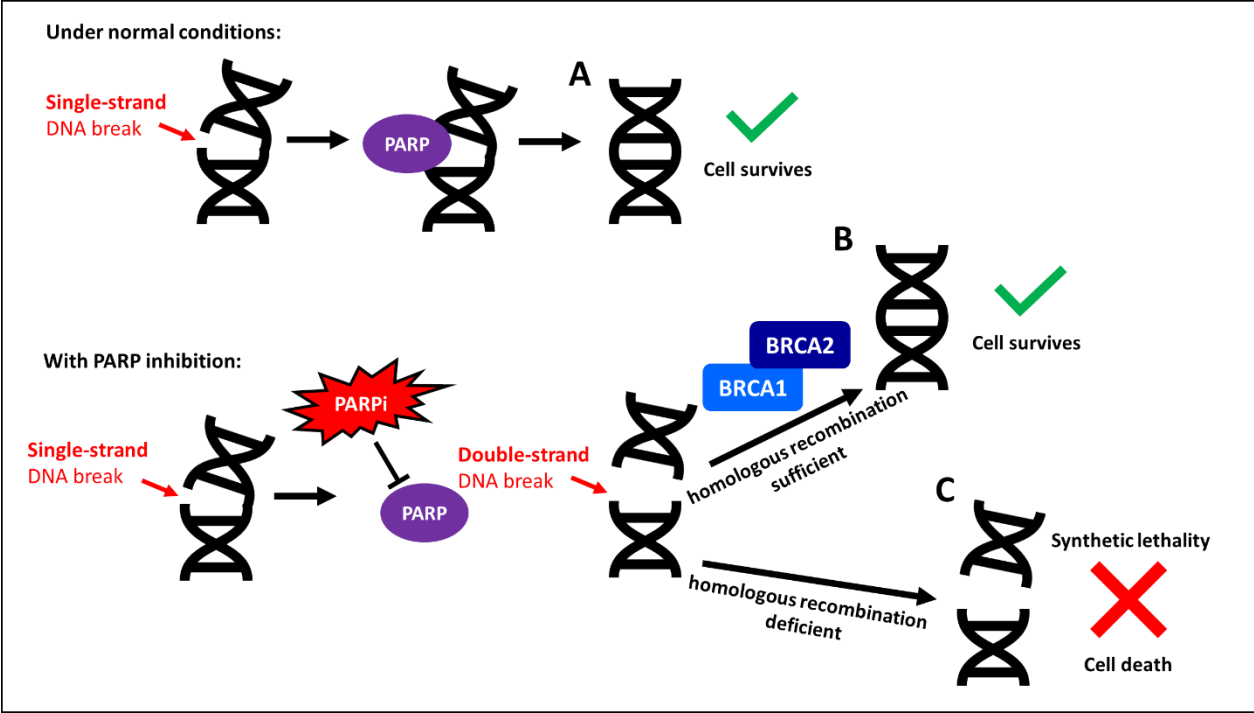 Under normal conditions:
A
Single-strand
DNA break
PARP
Cell survives
B
With PARP inhibition:
BRCA2
BRCA1
Cell survives
PARPi
homologous recombination
sufficient
Single-strand
DNA break
Double-strand
DNA break
PARP
C
Synthetic lethality
homologous recombination
deficient
Cell death